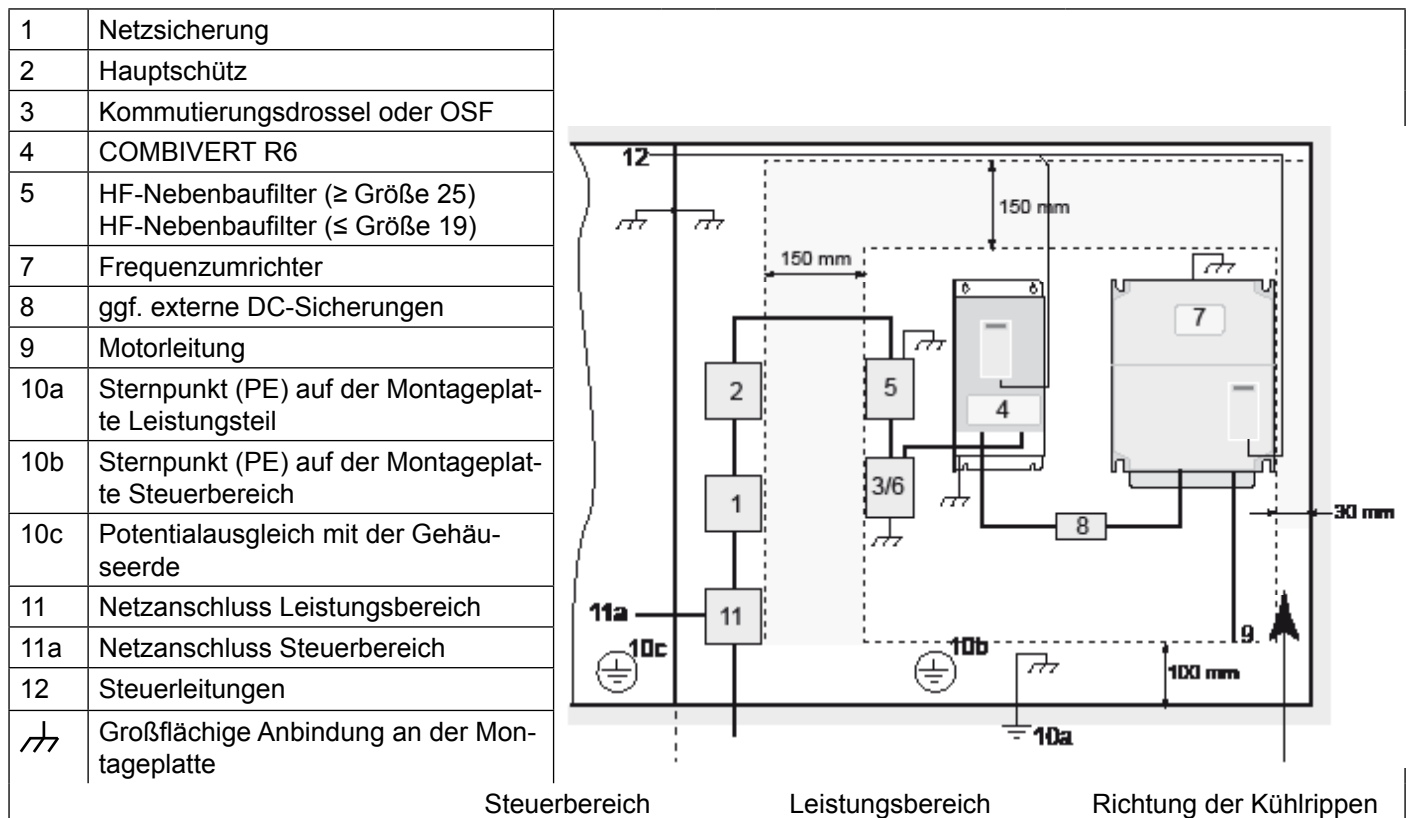 1 Netzsicherung
2 Hauptschütz
3 Kommutierungsdrossel oder OSF
4 COMBIVERT R6
5 HF-Nebenbaufilter (≥ Größe 25)
HF-Nebenbaufilter (≤ Größe 19)
7 Frequenzumrichter
8 ggf. externe DC-Sicherungen
9 Motorleitung
10a Sternpunkt (PE) auf der Montageplat-
te Leistungsteil
10b Sternpunkt (PE) auf der Montageplat-
te Steuerbereich
10c Potentialausgleich mit der Gehäu-
seerde
11 Netzanschluss Leistungsbereich
11a Netzanschluss Steuerbereich
12 Steuerleitungen
Großflächige Anbindung an der Mon-
tageplatte
12
150 mm
150 mm
7
2
5
4
3/6
1
8
30 mm
11a
11
9
10c
10b
100 mm
10a
Steuerbereich
Leistungsbereich
Richtung der Kühlrippen